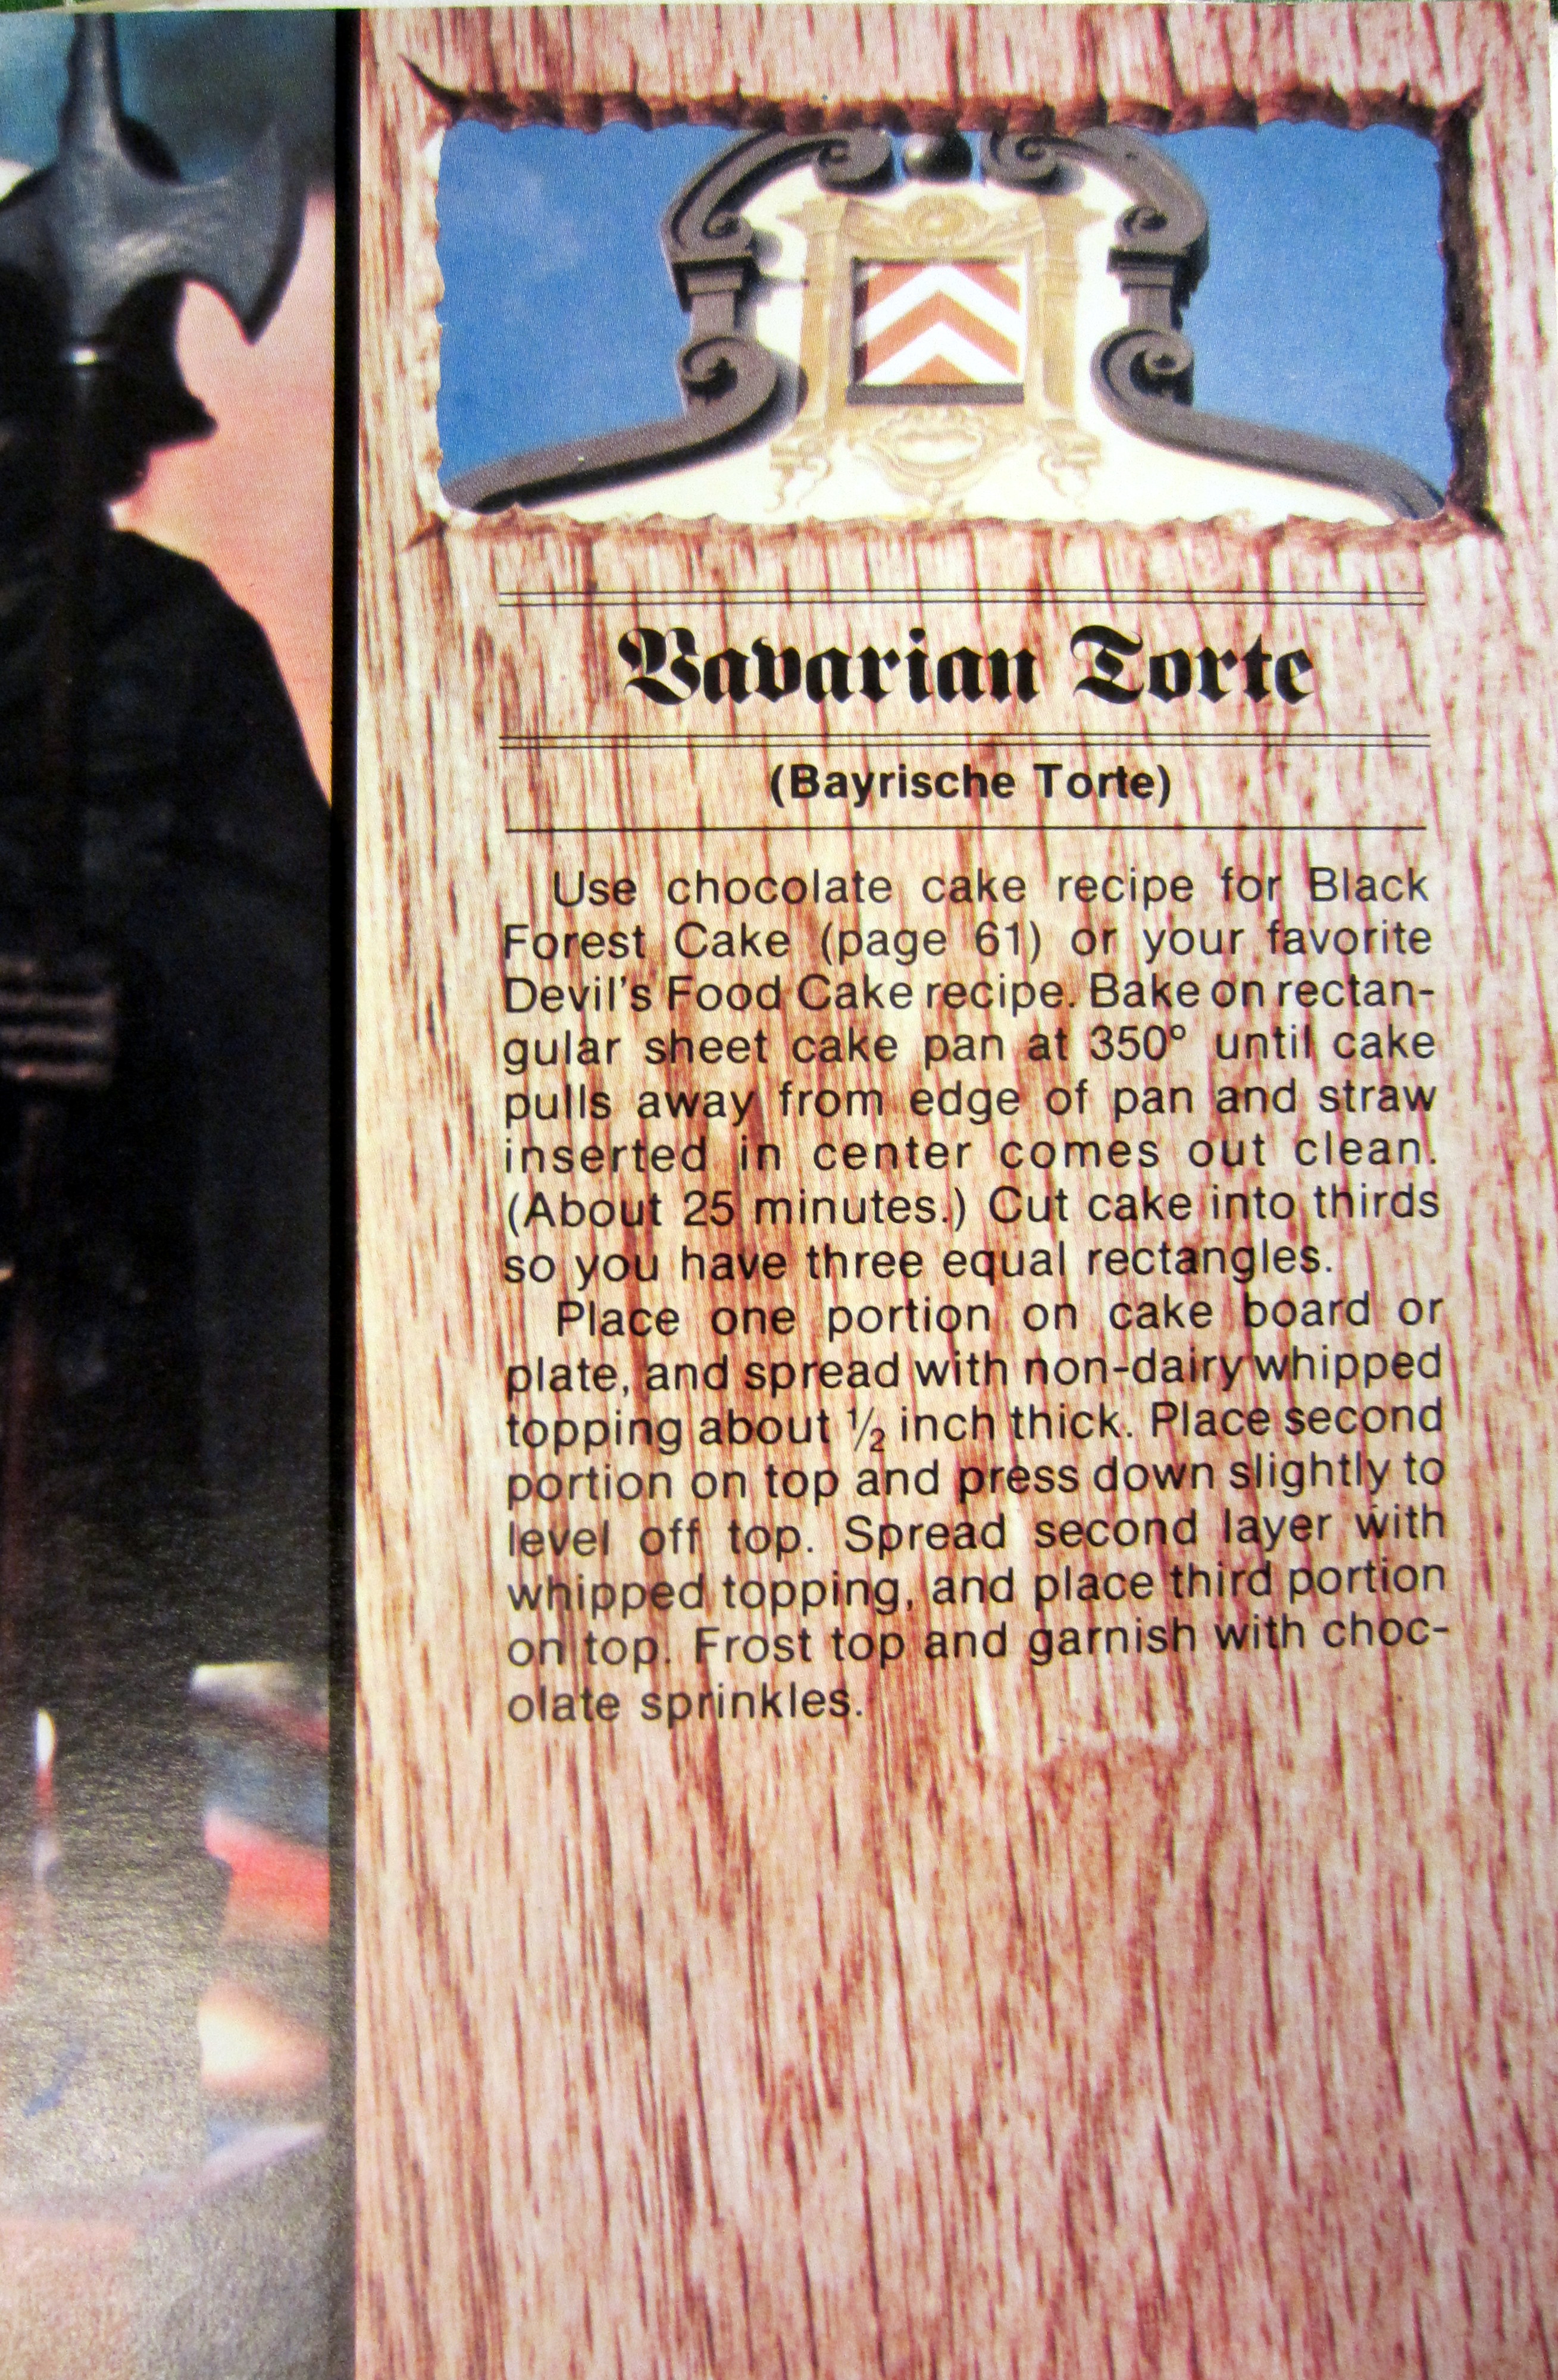 Bavarian Torte
(Bayrische Torte)
Use chocolate cake recipe for Black
Forest Cake (page 61) or your favorite
Devil's Food Cake recipe. Bake on rectan-
gular sheet cake pan at 350° until cake
pulls away from edge of pan and straw
inserted in center comes out clean.
(About 25 minutes.) Cut cake into thirds
so you have three equal rectangles.
Place one portion on cake board or
plate, and spread with non-dairy whipped
topping about ½ inch thick. Place second
portion on top and press down slightly to
level off top. Spread second layer with
whipped topping, and place third portion
on top. Frost top and garnish with choc-
olate sprinkles.